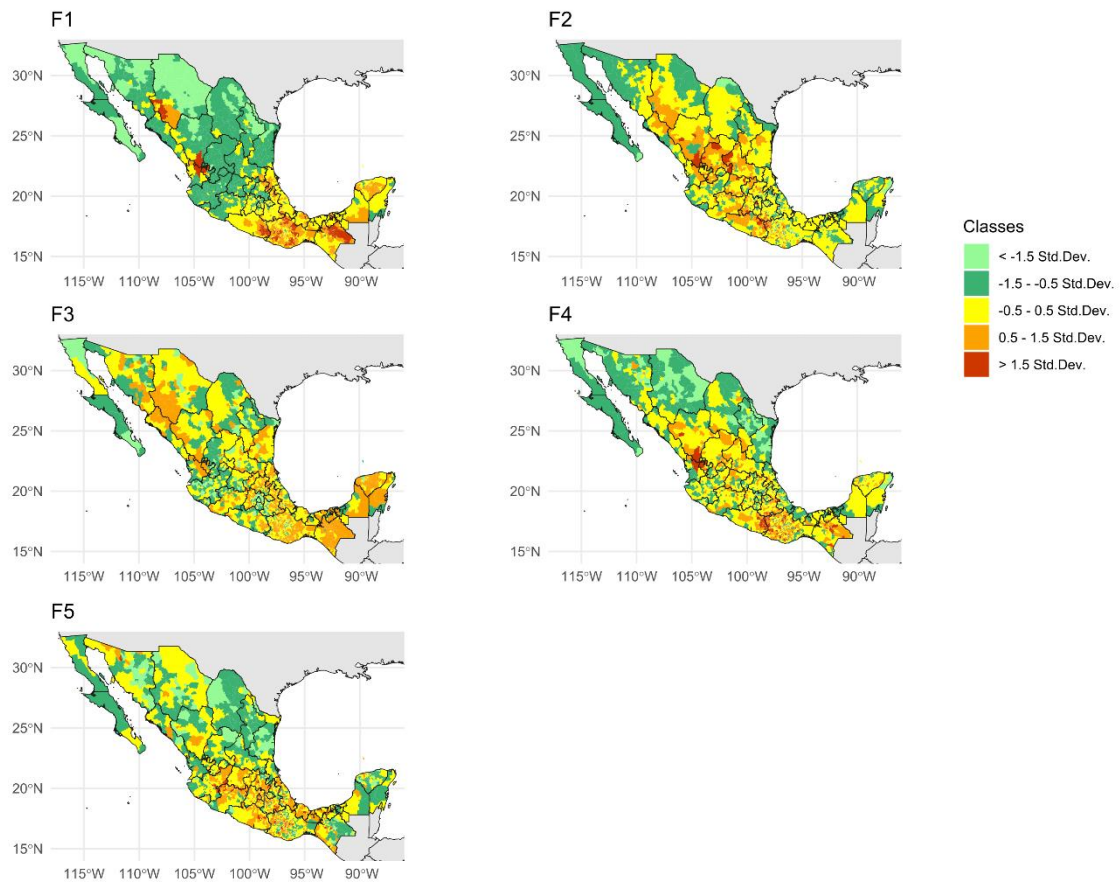 F1
30°N
25°N
20°N
15°N
115°W 110°W 105°W 100°W 95°W 90°W
F2
30°N
25°N
20°N
15°N
115°W 110°W 105°W 100°W 95°W 90°W
F3
30°N
25°N
20°N
15°N
115°W 110°W 105°W 100°W 95°W 90°W
F4
30°N
25°N
20°N
15°N
115°W 110°W 105°W 100°W 95°W 90°W
F5
30°N
25°N
20°N
15°N
115°W 110°W 105°W 100°W 95°W 90°W
Classes
< -1.5 Std.Dev.
-1.5 - -0.5 Std.Dev.
-0.5 - 0.5 Std.Dev.
0.5 - 1.5 Std.Dev.
> 1.5 Std.Dev.